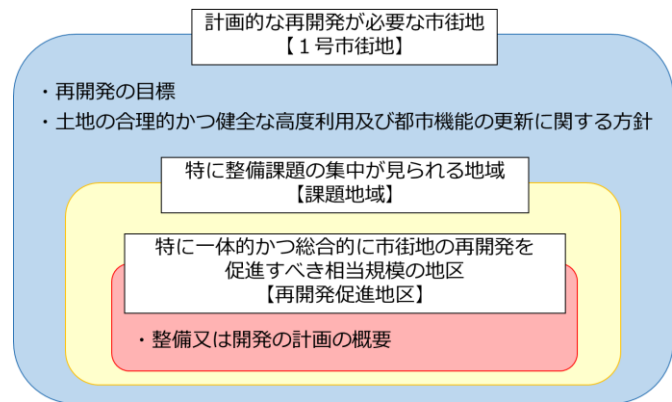 計画的な再開発が必要な市街地
【１号市街地】
・再開発の目標
・土地の合理的かつ健全な高度利用及び都市機能の更新に関する方針
特に整備課題の集中が見られる地域
【課題地域】
特に一体的かつ総合的に市街地の再開発を
促進すべき相当規模の地区
【再開発促進地区】
・整備又は開発の計画の概要